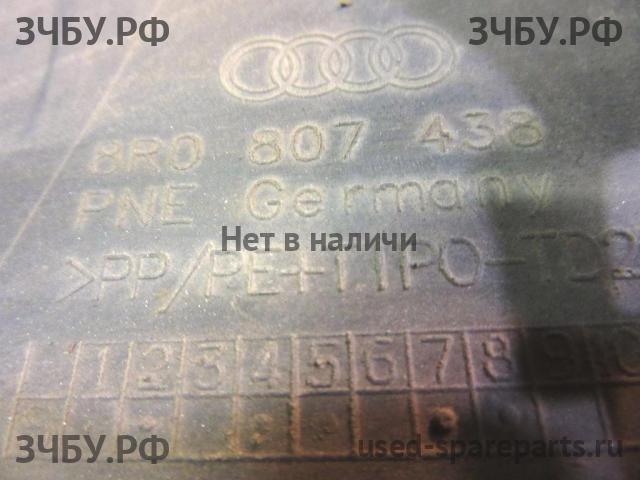 ЗЧБУ.РФ ЗЧБУ.РФ
8R0 807 438
PNE Germany
Нет в наличи
>PP/PE+
1 2 3 4 5 6 7 8 9
ЗЧБУ.РФ used-spareparts.ru